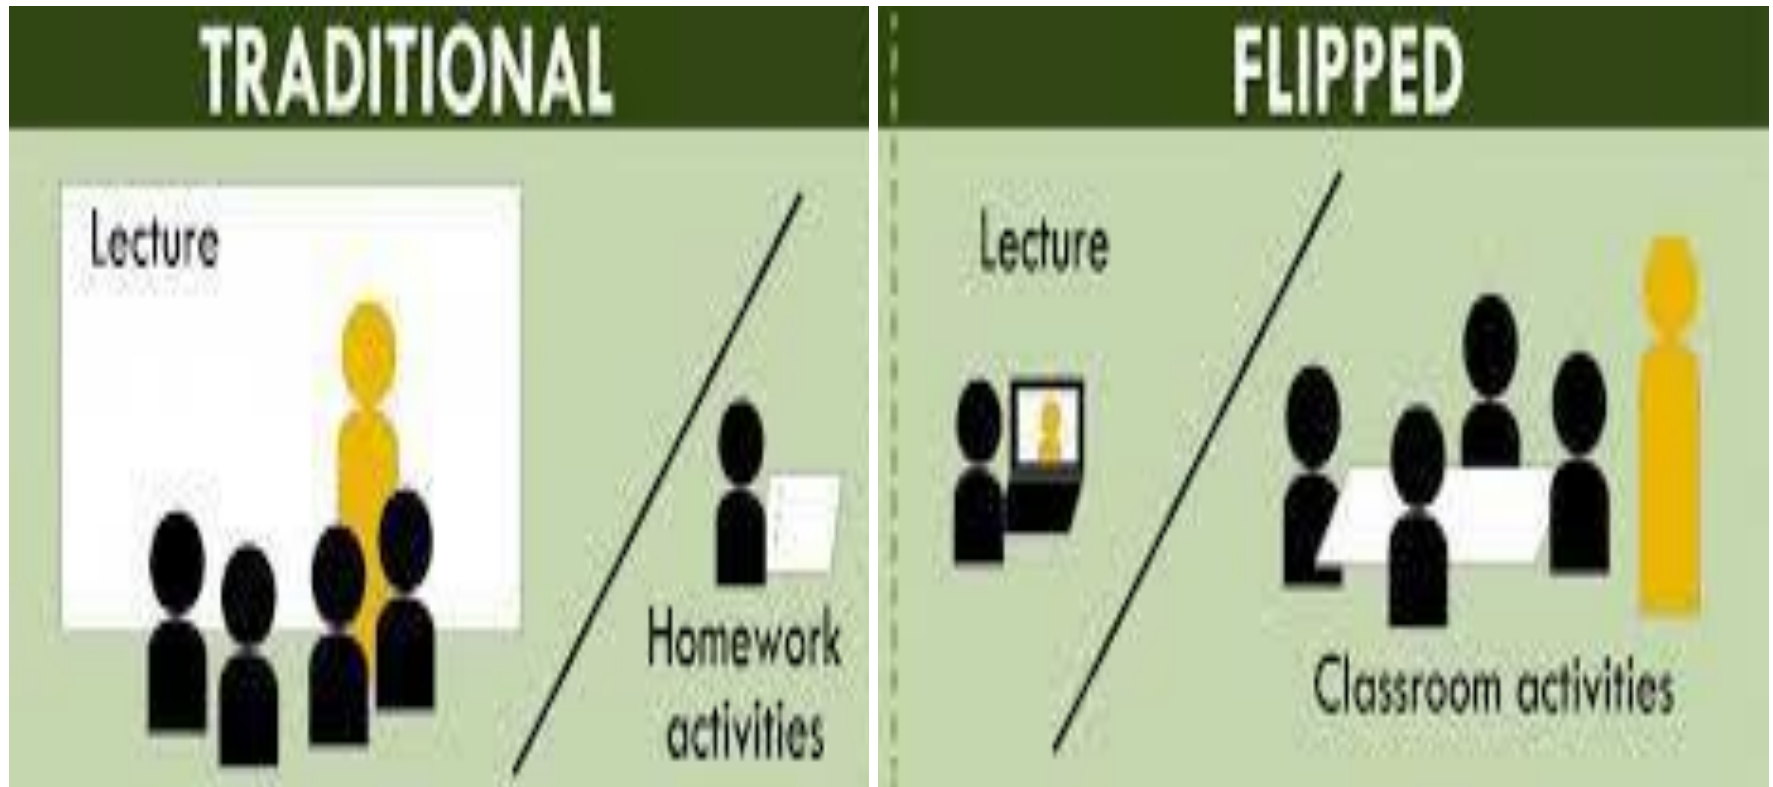 TRADITIONAL
Lecture
Homework
activities
FLIPPED
Lecture
Classroom activities